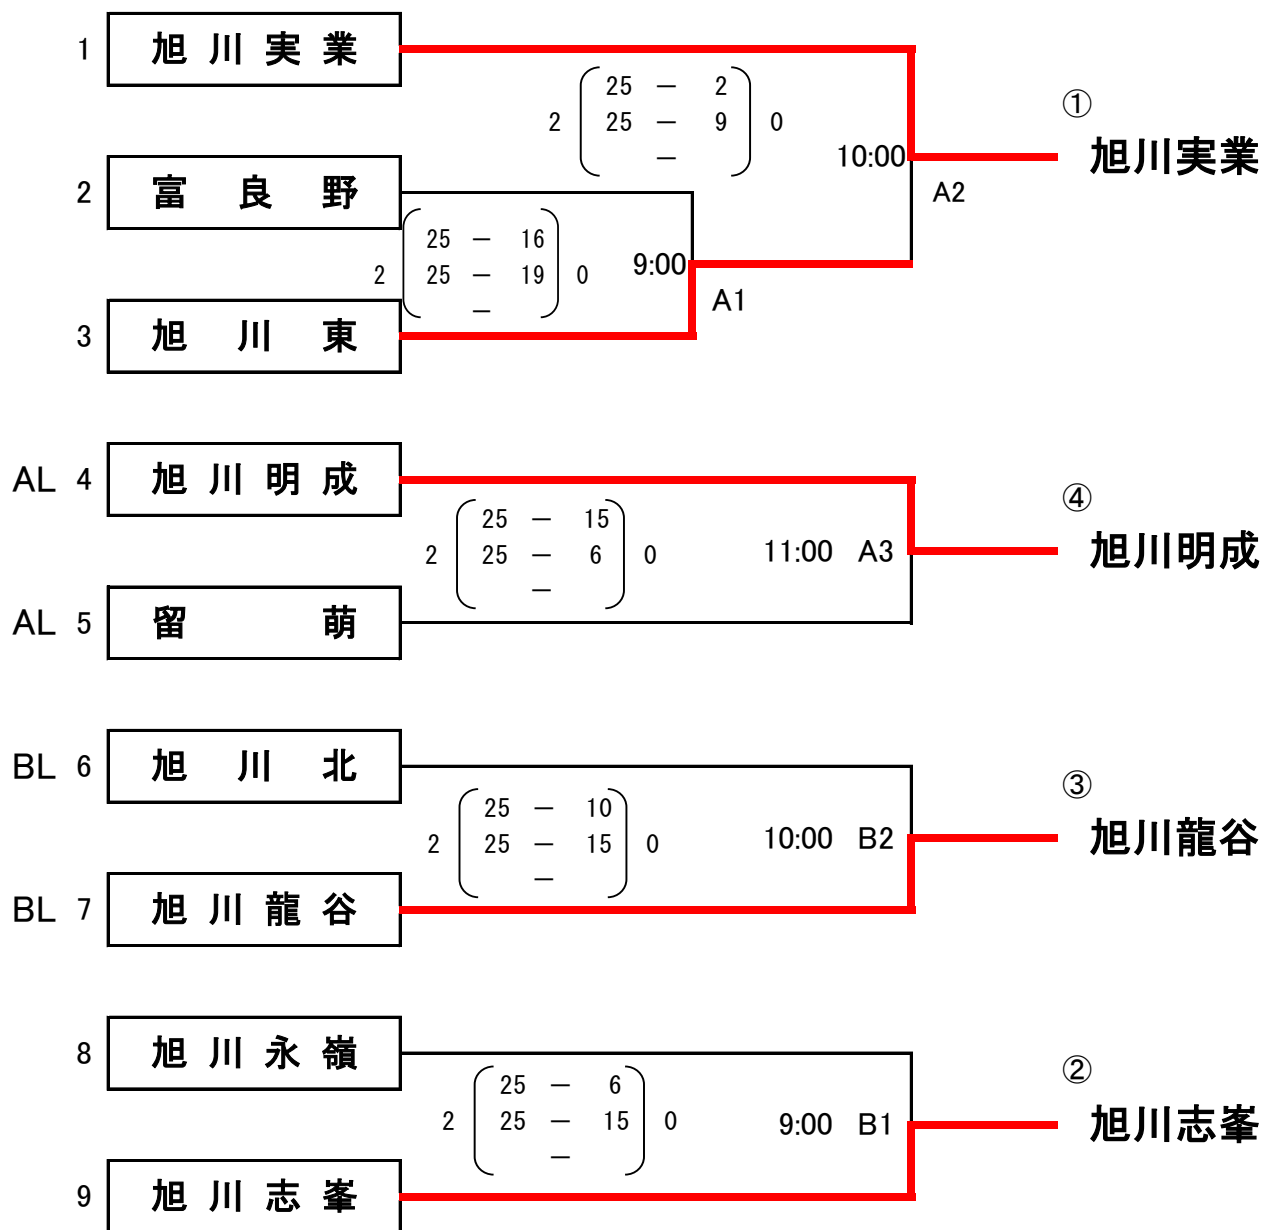 1 旭川実業
25 － 2
2 25 － 9 0
－
①
10:00
旭川実業
A2
2 富良野
25 － 16
2 25 － 19 0
－
9:00
A1
3 旭川東
AL 4 旭川明成
25 － 15
2 25 － 6 0
－
11:00 A3
④
旭川明成
AL 5 留萌
BL 6 旭川北
25 － 10
2 25 － 15 0
－
10:00 B2
③
旭川龍谷
BL 7 旭川龍谷
8 旭川永嶺
25 － 6
2 25 － 15 0
－
9:00 B1
②
旭川志峯
9 旭川志峯